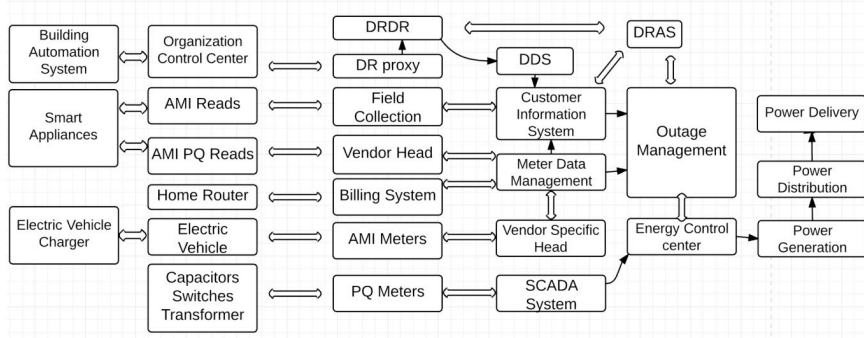 Building
Automation
System
Organization
Control Center
DRDR
DR proxy
DRAS
DDS
Smart
Appliances
AMI Reads
Field
Collection
Customer
Information
System
Outage
Management
Power Delivery
AMI PQ Reads
Vendor Head
Meter Data
Management
Power
Distribution
Home Router
Billing System
Electric Vehicle
Charger
Electric
Vehicle
AMI Meters
Vendor Specific
Head
Energy Control
center
Power
Generation
Capacitors
Switches
Transformer
PQ Meters
SCADA
System